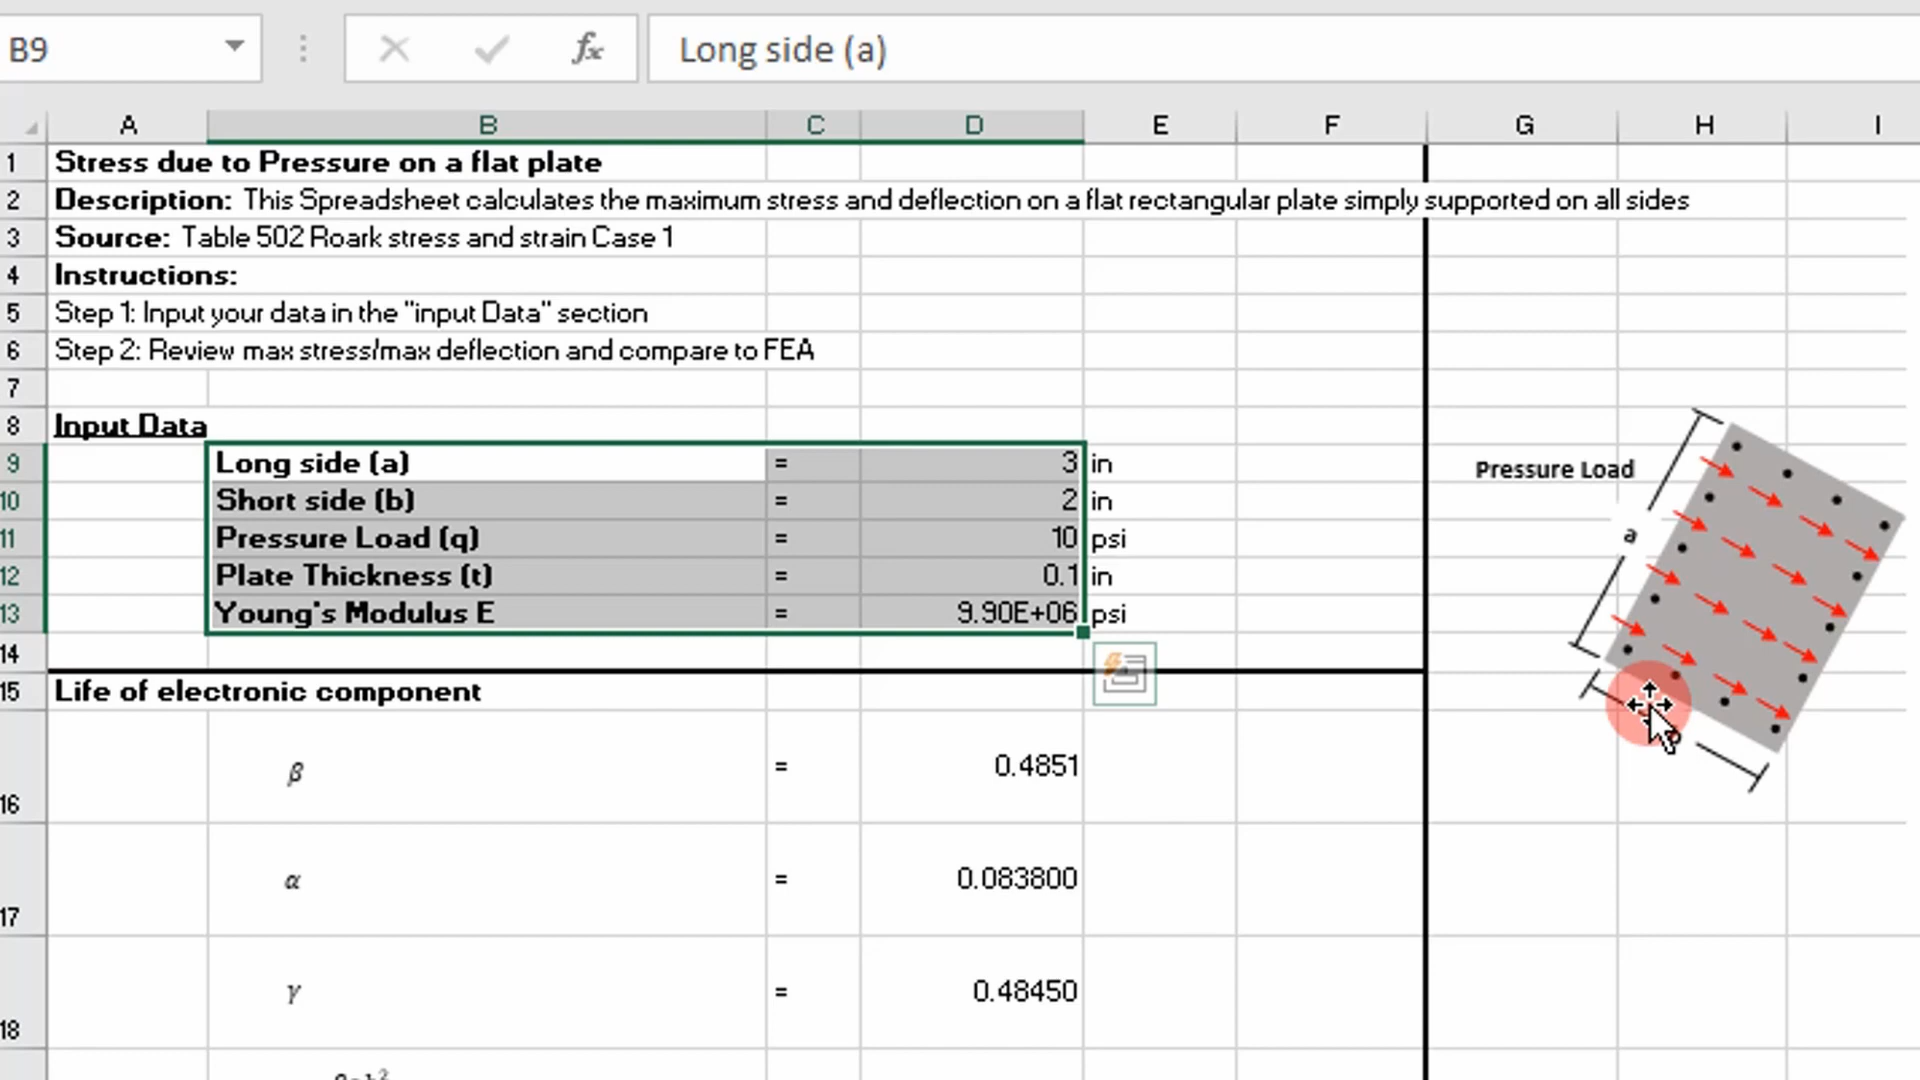 B9 fx Long side (a)
A B C D E F G H I
1 Stress due to Pressure on a flat plate
2 Description: This Spreadsheet calculates the maximum stress and deflection on a flat rectangular plate simply supported on all sides
3 Source: Table 502 Roark stress and strain Case 1
4 Instructions:
5 Step 1: Input your data in the "input Data" section
6 Step 2: Review max stress/max deflection and compare to FEA
7
8 Input Data
9 Long side (a) = 3 in
Pressure Load
10 Short side (b) = 2 in
11 Pressure Load (q) = 10 psi
a
12 Plate Thickness (t) = 0.1 in
13 Young's Modulus E = 9.90E+06 psi
14
15 Life of electronic component
b
16 β = 0.4851
17 α = 0.083800
18 γ = 0.48450